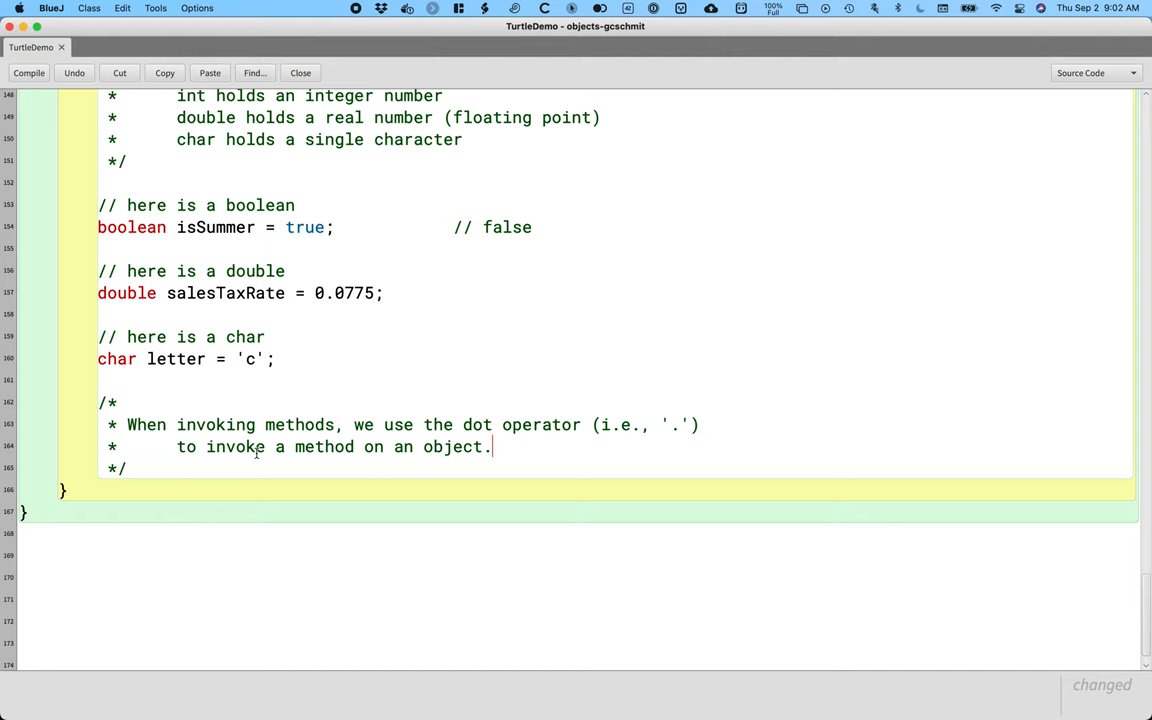 BlueJ Class Edit Tools Options 42 100% Full Thu Sep 2 9:02 AM
TurtleDemo - objects-gcschmit
TurtleDemo ×
Compile Undo Cut Copy Paste Find... Close Source Code
148 * int holds an integer number
149 * double holds a real number (floating point)
150 * char holds a single character
151 */
152
153 // here is a boolean
154 boolean isSummer = true; // false
155
156 // here is a double
157 double salesTaxRate = 0.0775;
158
159 // here is a char
160 char letter = 'c';
161
162 /*
163 * When invoking methods, we use the dot operator (i.e., '.')
164 * to invoke a method on an object.
165 */
166 }
167 }
168
169
170
171
172
173
174
changed